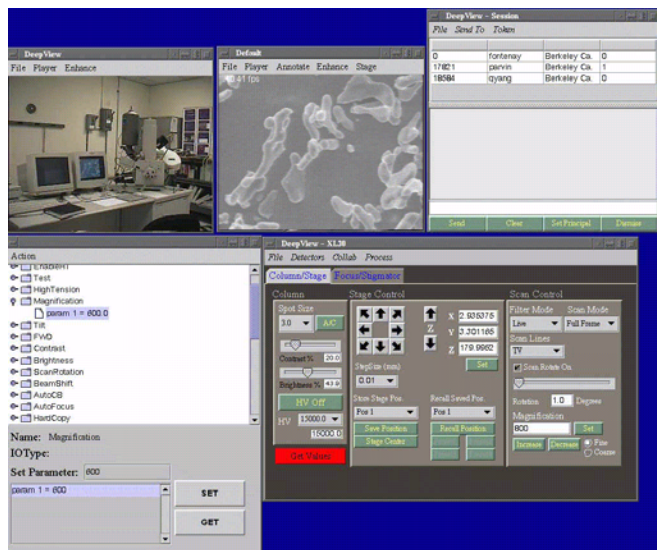 DeepView
File Player Enhance
Default
File Player Annotate Enhance Stage
41 fps
DeepView - Session
File Send To Token
0 fontenay Berkeley Ca. 0
17821 parvin Berkeley Ca. 1
18584 qyang Berkeley Ca. 0
Send Clear Set Principal Dismiss
Action
Test
HighTension
Magnification
param 1 = 600.0
Tilt
FWD
Contrast
Brightness
ScanRotation
BeamShift
AutoCB
AutoFocus
HardCopy
Name: Magnification
IOType:
Set Parameter: 600
param 1 = 600
SET
GET
DeepView - XL30
File Detectors Collab Process
Column/Stage Focus/Stigmator
Column
Spot Size
3.0 A/C
Contrast % 20.0
Brightness % 43.9
HV Off
HV 15000.0
15000.0
Get Values
Stage Control
X 2.935375
Y 3.301165
Z
Z 179.9962
Set
StepSize (mm)
0.01
Store Stage Pos.
Recall Saved Pos.
Pos 1
Pos 1
Save Position
Recall Position
Stage Center
Scan Control
Filter Mode Scan Mode
Live Full Frame
Scan Lines
TV
Scan Rotate On
Rotation 1.0 Degrees
Magnification
800 Set
Increase Decrease Fine
Coarse